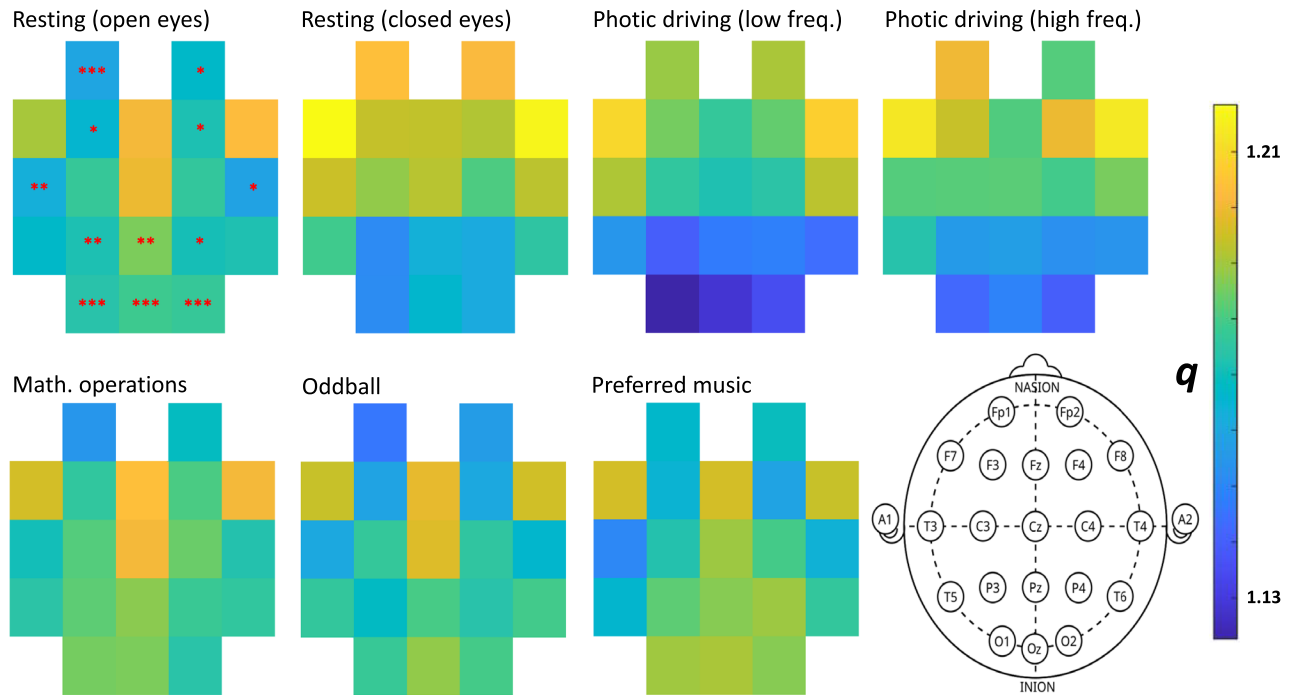 Resting (open eyes)
Resting (closed eyes)
Photic driving (low freq.)
Photic driving (high freq.)
*** *
* *
** *
** ** *
*** *** ***
1.21
q
1.13
Math. operations
Oddball
Preferred music
NASION
Fp1 Fp2
F7 F3 Fz F4 F8
A1 T3 C3 Cz C4 T4 A2
T5 P3 Pz P4 T6
O1 Oz O2
INION